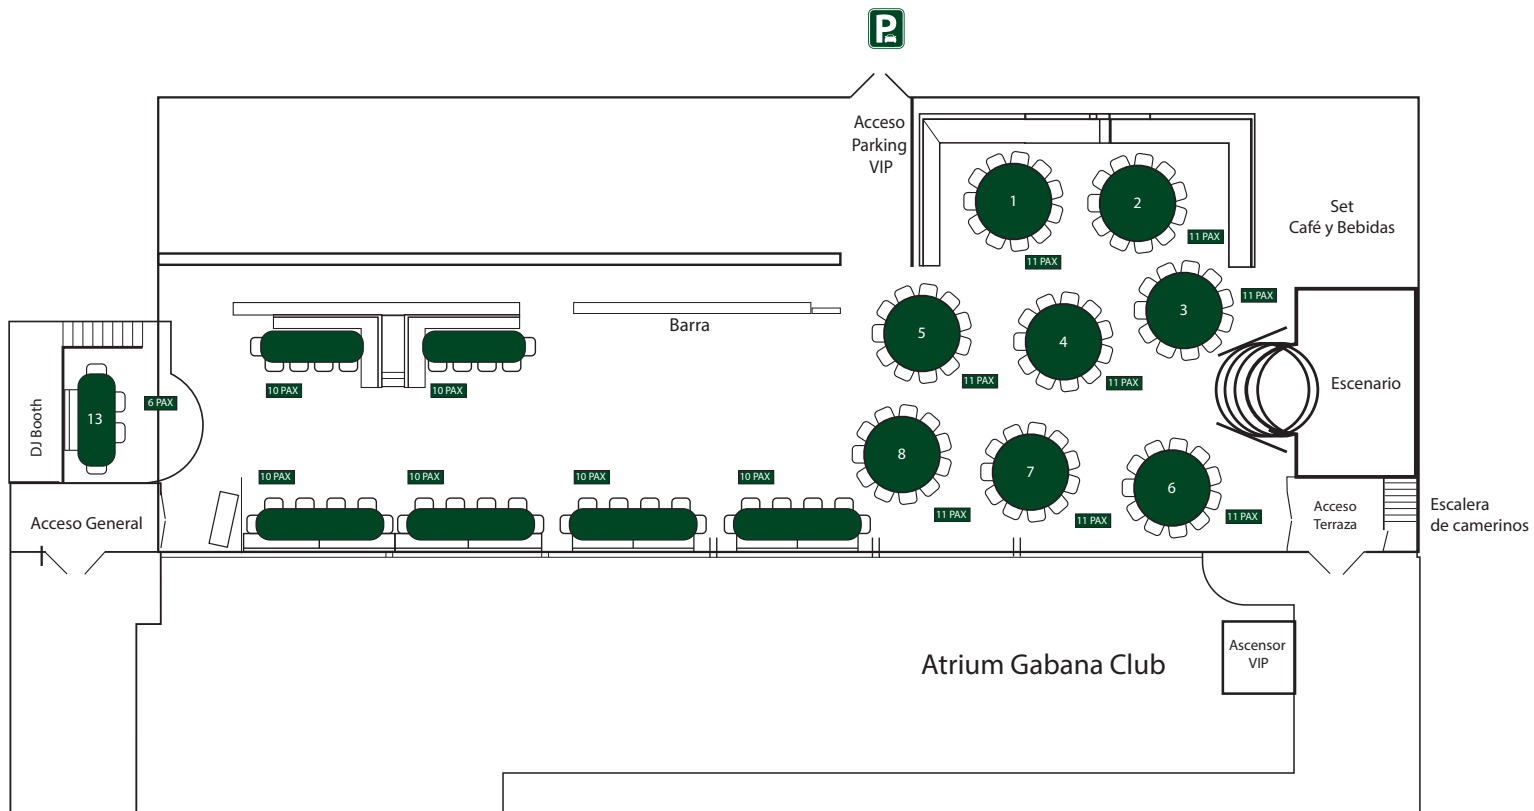 P
Acceso
Parking
VIP
1
2
11 PAX
11 PAX
Set
Café y Bebidas
3
11 PAX
5
4
11 PAX
11 PAX
Barra
Escenario
10 PAX
10 PAX
DJ Booth
13
6 PAX
10 PAX
10 PAX
10 PAX
10 PAX
8
7
6
11 PAX
11 PAX
11 PAX
Acceso General
Acceso
Terraza
Escalera
de camerinos
Atrium Gabana Club
Ascensor
VIP